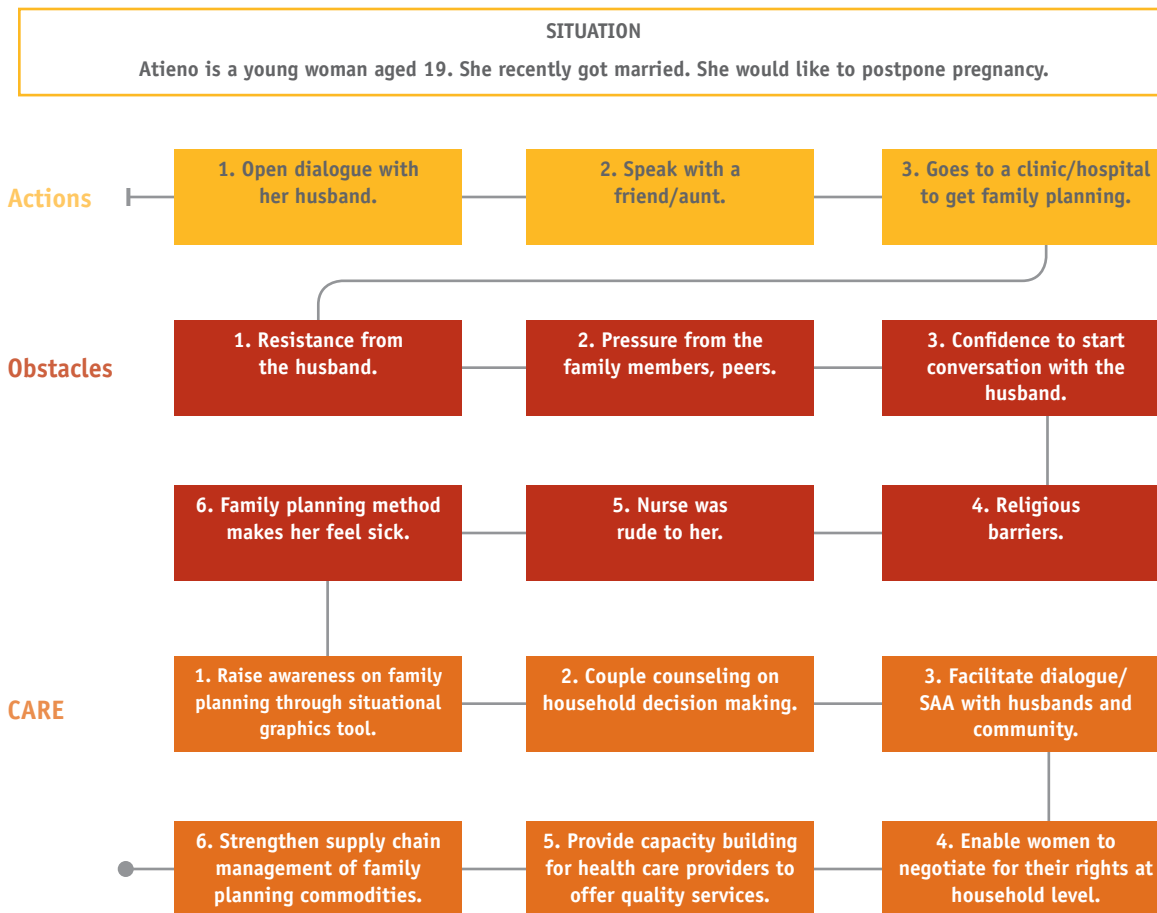 SITUATION
Atieno is a young woman aged 19. She recently got married. She would like to postpone pregnancy.
Actions
1. Open dialogue with
her husband.
2. Speak with a
friend/aunt.
3. Goes to a clinic/hospital
to get family planning.
Obstacles
1. Resistance from
the husband.
2. Pressure from the
family members, peers.
3. Confidence to start
conversation with the
husband.
4. Religious
barriers.
5. Nurse was
rude to her.
6. Family planning method
makes her feel sick.
CARE
1. Raise awareness on family
planning through situational
graphics tool.
2. Couple counseling on
household decision making.
3. Facilitate dialogue/
SAA with husbands and
community.
4. Enable women to
negotiate for their rights at
household level.
5. Provide capacity building
for health care providers to
offer quality services.
6. Strengthen supply chain
management of family
planning commodities.